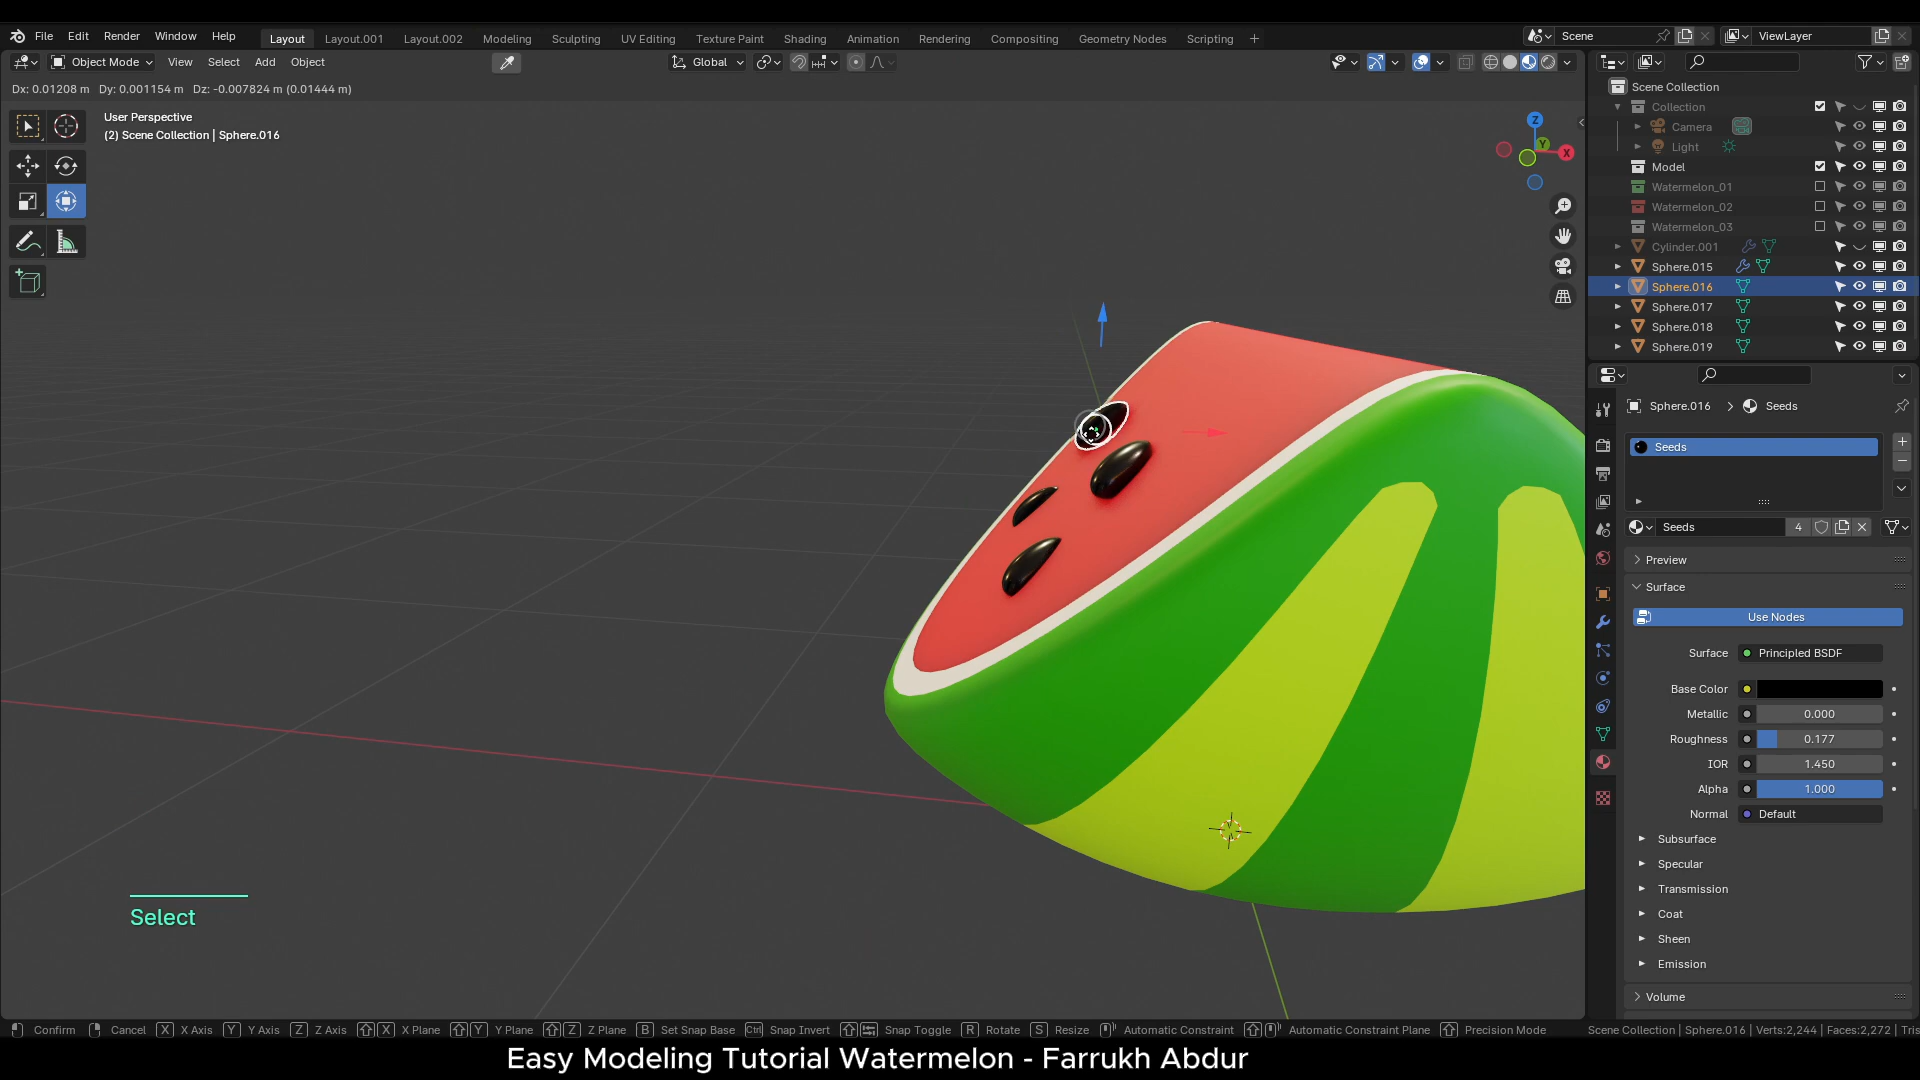 File Edit Render Window Help Layout Layout.001 Layout.002 Modeling Sculpting UV Editing Texture Paint Shading Animation Rendering Compositing Geometry Nodes Scripting + Scene ViewLayer
Object Mode View Select Add Object Global
Dx: 0.01208 m Dy: 0.001154 m Dz: -0.007824 m (0.01444 m)
User Perspective
(2) Scene Collection | Sphere.016
Z
Y
X
Scene Collection
Collection
Camera
Light
Model
Watermelon_01
Watermelon_02
Watermelon_03
Cylinder.001
Sphere.015
Sphere.016
Sphere.017
Sphere.018
Sphere.019
Sphere.016 > Seeds
Seeds
Seeds 4
Preview
Surface
Use Nodes
Surface Principled BSDF
Base Color
Metallic 0.000
Roughness 0.177
IOR 1.450
Alpha 1.000
Normal Default
Subsurface
Specular
Transmission
Coat
Sheen
Emission
Volume
Select
Confirm Cancel X X Axis Y Y Axis Z Z Axis X X Plane Y Y Plane Z Z Plane B Set Snap Base Ctrl Snap Invert Snap Toggle R Rotate S Resize Automatic Constraint Automatic Constraint Plane Precision Mode Scene Collection | Sphere.016 | Verts:2,244 | Faces:2,272 | Tris
Easy Modeling Tutorial Watermelon - Farrukh Abdur